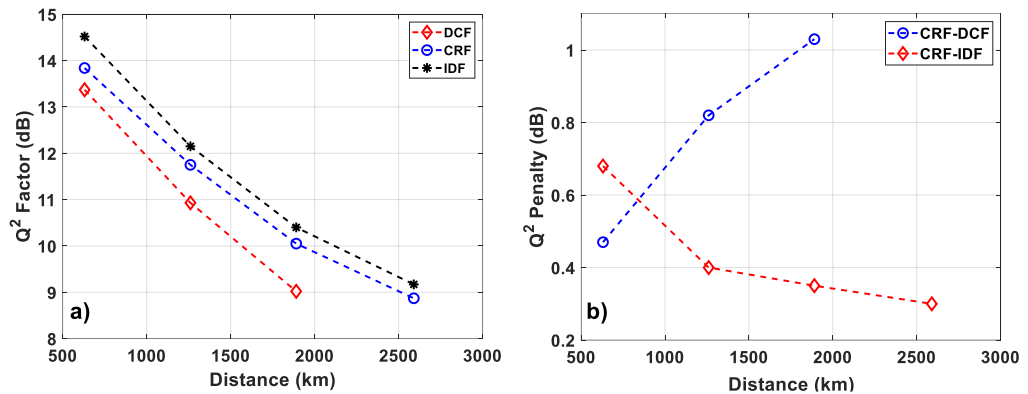 15
14
13
12
11
10
9
8
500
1000
1500
2000
2500
3000
Q2 Factor (dB)
Distance (km)
DCF
CRF
IDF
a)
1
0.8
0.6
0.4
0.2
500
1000
1500
2000
2500
3000
Q2 Penalty (dB)
Distance (km)
CRF-DCF
CRF-IDF
b)